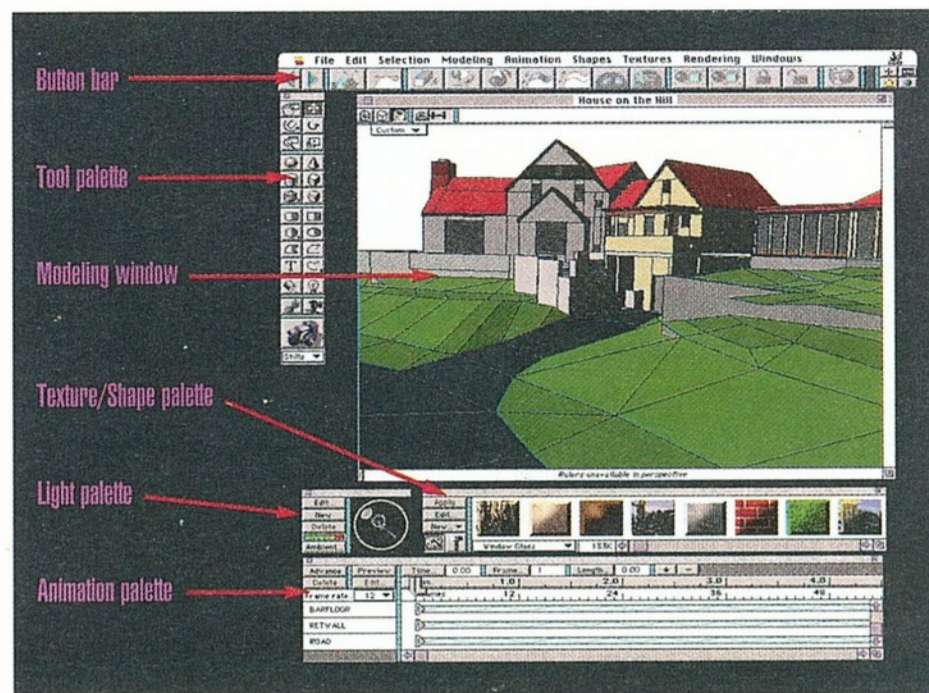 File Edit Selection Modeling Animation Shapes Textures Rendering Windows
Button bar
House on the Hill
Custom
Tool palette
T
Modeling window
Shifty
Texture/Shape palette
Rulers unavailable in perspective
Light palette
Edit
New
Delete
Ambient
Apply
Edit
New
Window Glass
Animation palette
Advance Preview Time... 0.00 Frame... 1 Length... 0.00 + -
Delete Edit... 1.0 2.0 3.0 4.0
Frame rate 12 12 24 36 48
BARFLOOR
RETWALL
ROAD